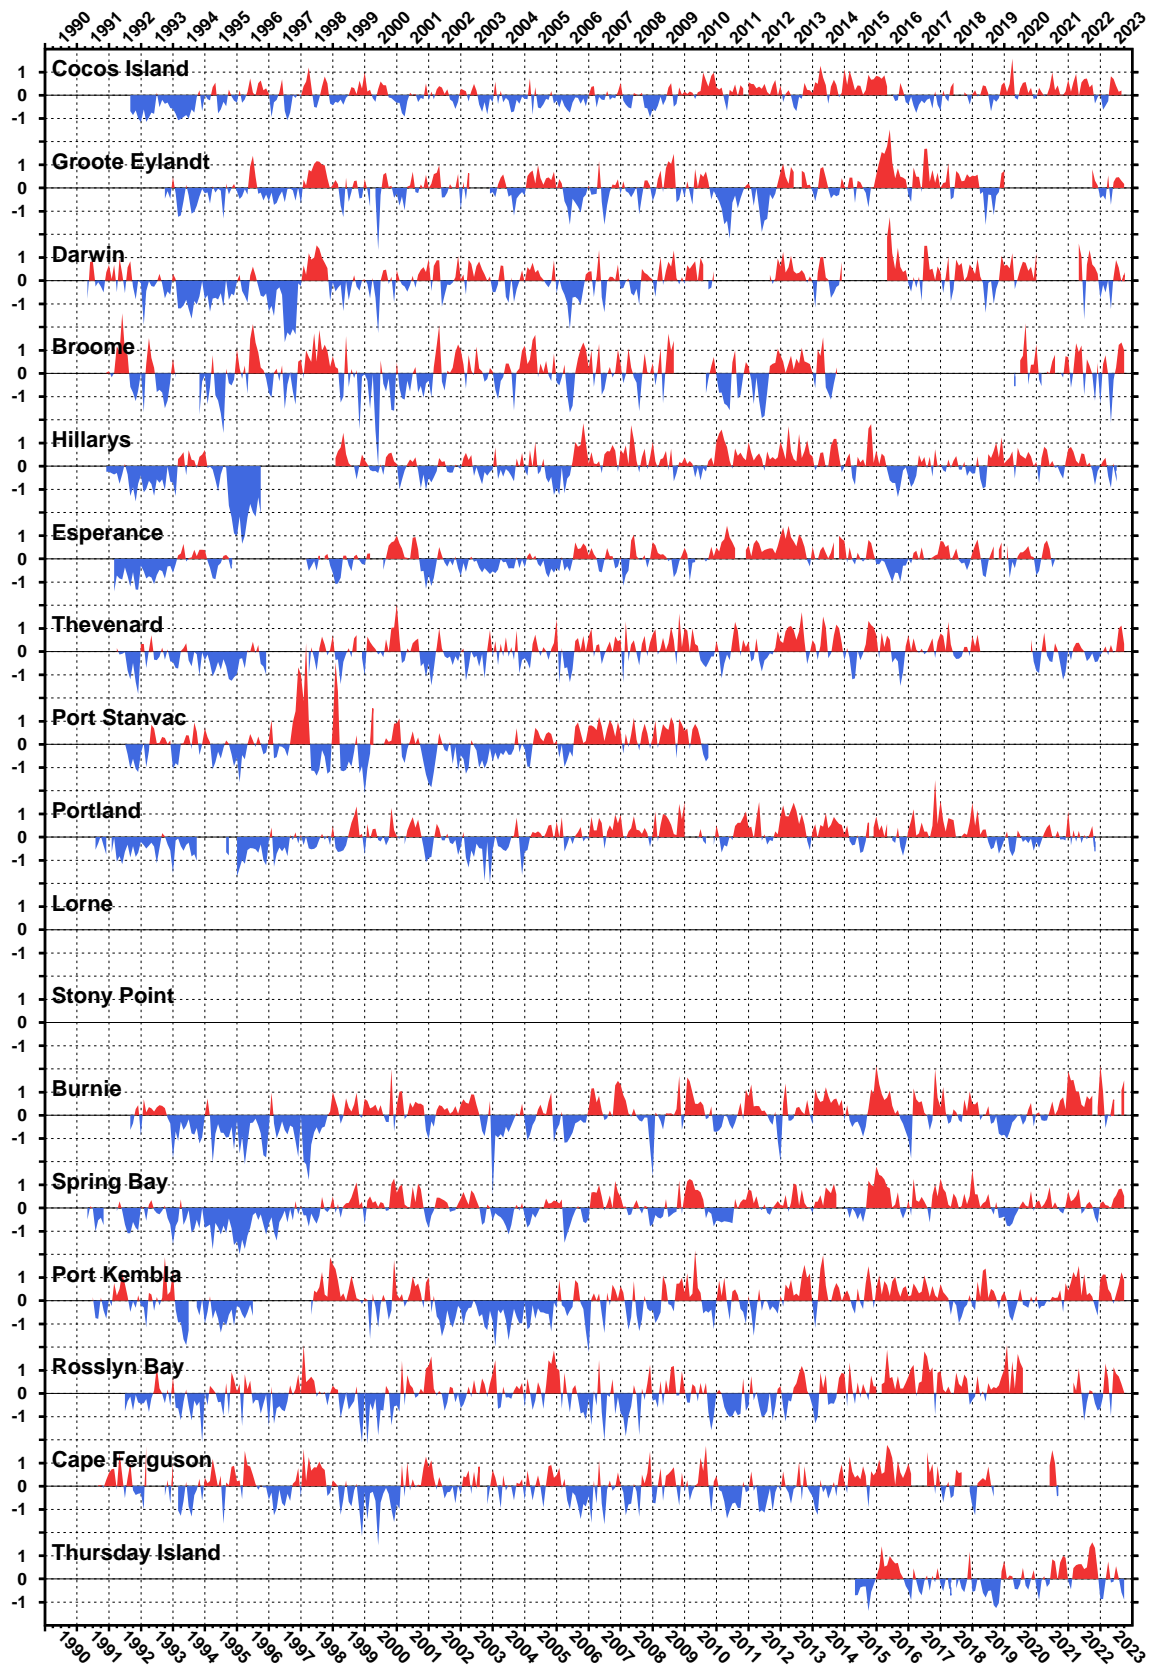 1990 1991 1992 1993 1994 1995 1996 1997 1998 1999 2000 2001 2002 2003 2004 2005 2006 2007 2008 2009 2010 2011 2012 2013 2014 2015 2016 2017 2018 2019 2020 2021 2022 2023
Cocos Island
1
0
-1
Groote Eylandt
1
0
-1
Darwin
1
0
-1
Broome
1
0
-1
Hillarys
1
0
-1
Esperance
1
0
-1
Thevenard
1
0
-1
Port Stanvac
1
0
-1
Portland
1
0
-1
Lorne
1
0
-1
Stony Point
1
0
-1
Burnie
1
0
-1
Spring Bay
1
0
-1
Port Kembla
1
0
-1
Rosslyn Bay
1
0
-1
Cape Ferguson
1
0
-1
Thursday Island
1
0
-1
1990 1991 1992 1993 1994 1995 1996 1997 1998 1999 2000 2001 2002 2003 2004 2005 2006 2007 2008 2009 2010 2011 2012 2013 2014 2015 2016 2017 2018 2019 2020 2021 2022 2023